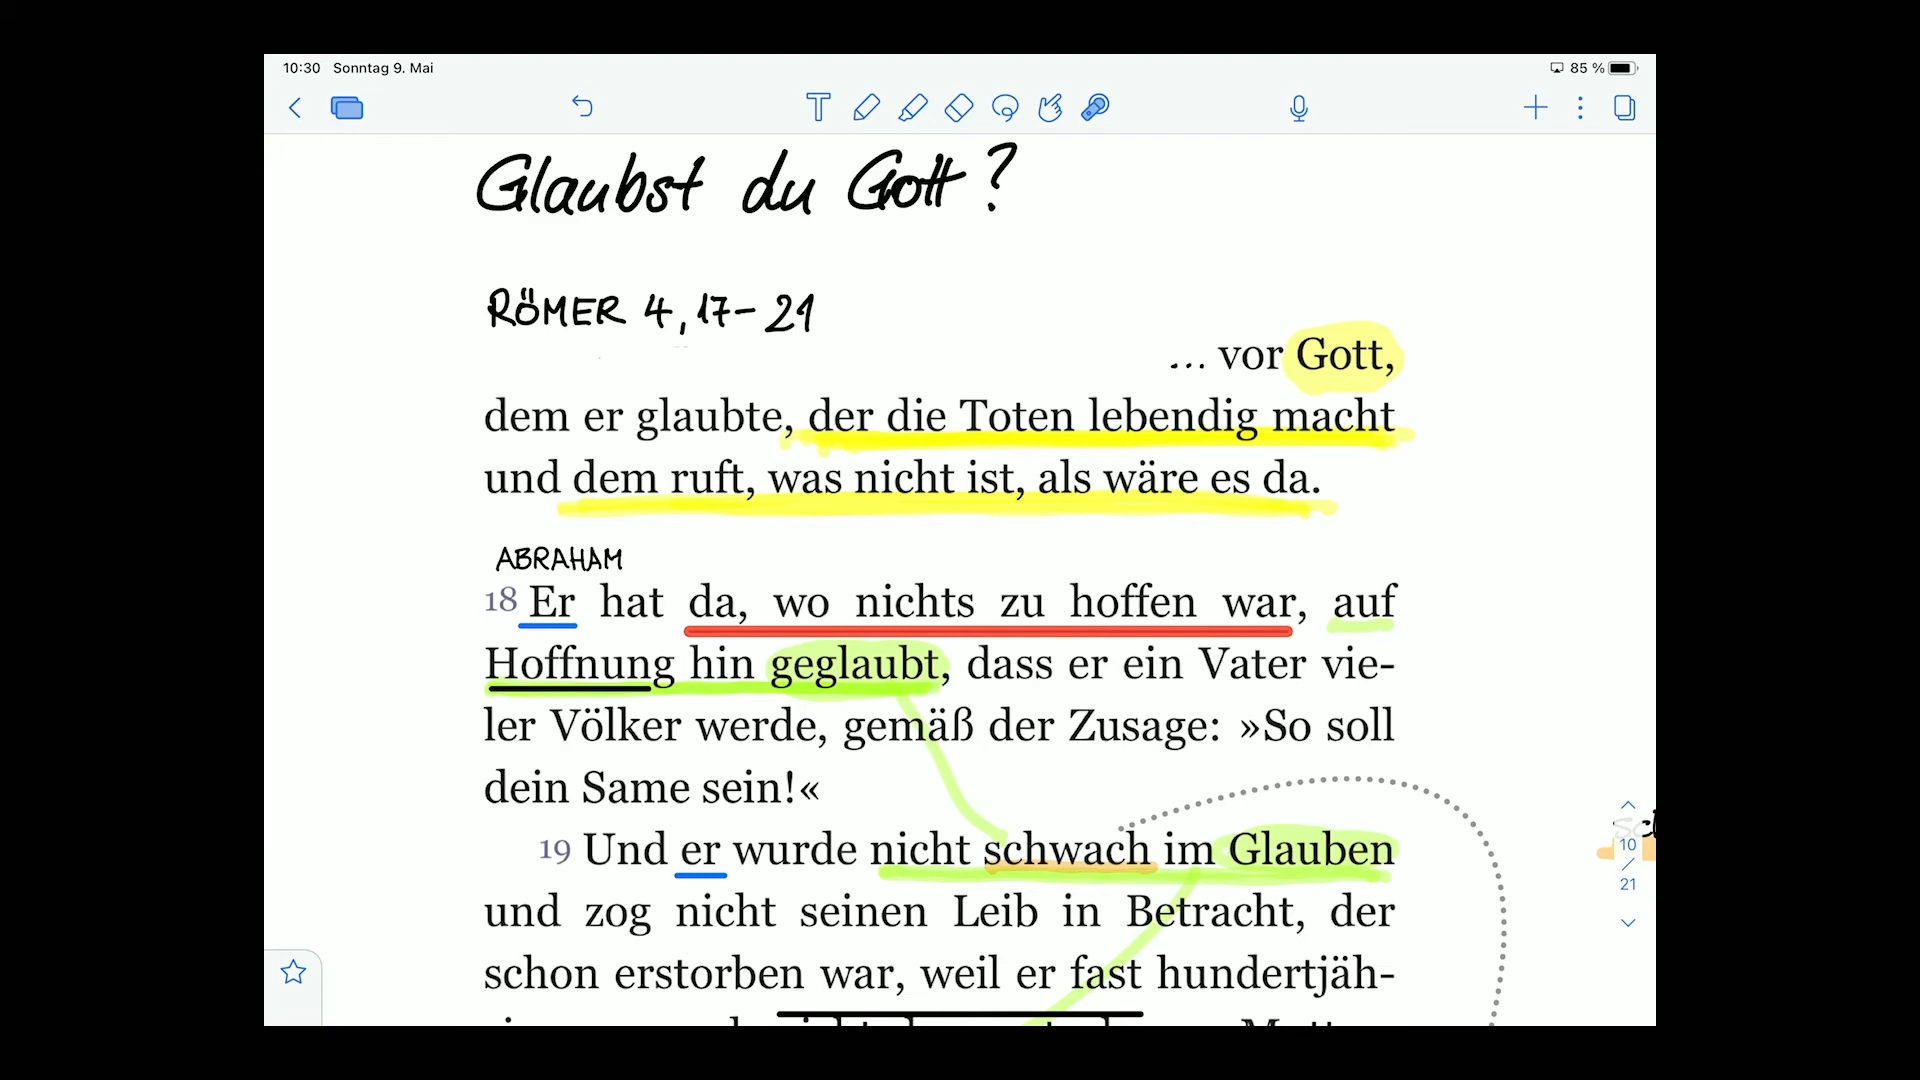 10:30 Sonntag 9. Mai
85 %
Glaubst du Gott?
RÖMER 4, 17-21
... vor Gott,
dem er glaubte, der die Toten lebendig macht
und dem ruft, was nicht ist, als wäre es da.
ABRAHAM
18 Er hat da, wo nichts zu hoffen war, auf
Hoffnung hin geglaubt, dass er ein Vater vie-
ler Völker werde, gemäß der Zusage: »So soll
dein Same sein!«
19 Und er wurde nicht schwach im Glauben
und zog nicht seinen Leib in Betracht, der
schon erstorben war, weil er fast hundertjäh-
10
/
21